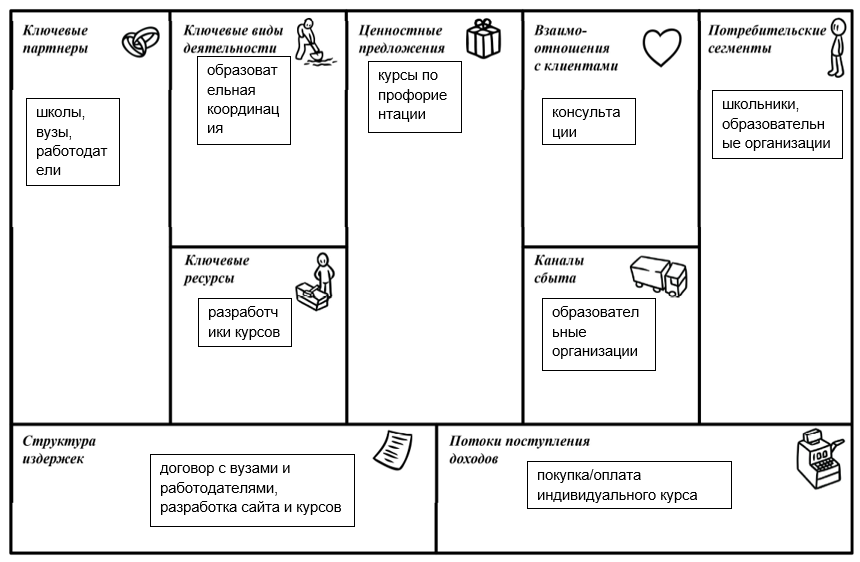 Ключевые
партнеры
школы,
вузы,
работодат
ели
Ключевые виды
деятельности
образоват
ельная
координац
ия
Ключевые
ресурсы
разработч
ики курсов
Ценностные
предложения
курсы по
профорие
нтации
Взаимо-
отношения
с клиентами
консульта
ции
Каналы
сбыта
образовател
ьные
организации
Потребительские
сегменты
школьники,
образовательн
ые организации
Структура
издержек
договор с вузами и
работодателями,
разработка сайта и курсов
Потоки поступления
доходов
покупка/оплата
индивидуального курса